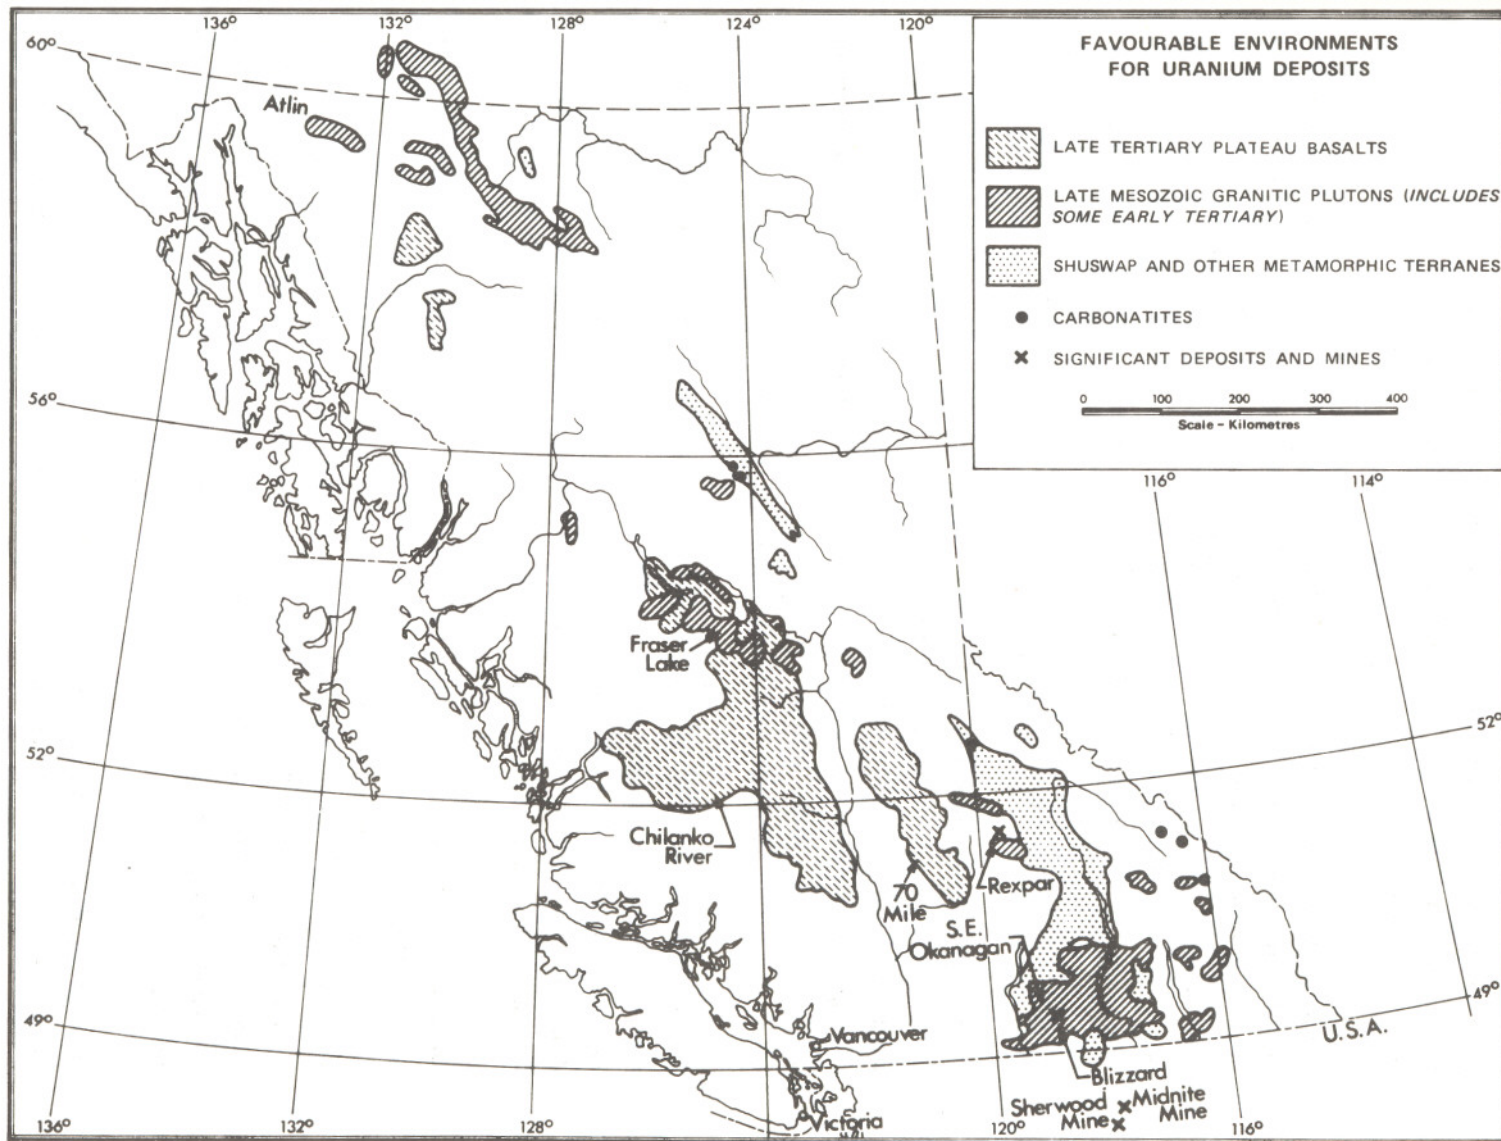 136°
132°
128°
124°
120°
60°
FAVOURABLE ENVIRONMENTS
FOR URANIUM DEPOSITS
LATE TERTIARY PLATEAU BASALTS
LATE MESOZOIC GRANITIC PLUTONS (INCLUDES
SOME EARLY TERTIARY)
SHUSWAP AND OTHER METAMORPHIC TERRANES
CARBONATITES
SIGNIFICANT DEPOSITS AND MINES
0 100 200 300 400
Scale - Kilometres
Atlin
56°
116°
114°
Fraser
Lake
52°
52°
Chilanko
River
70
Mile
Rexpar
S.E.
Okanagan
49°
49°
Vancouver
U.S.A.
Blizzard
Sherwood
Mine
Midnite
Mine
Victoria
136°
132°
128°
120°
116°